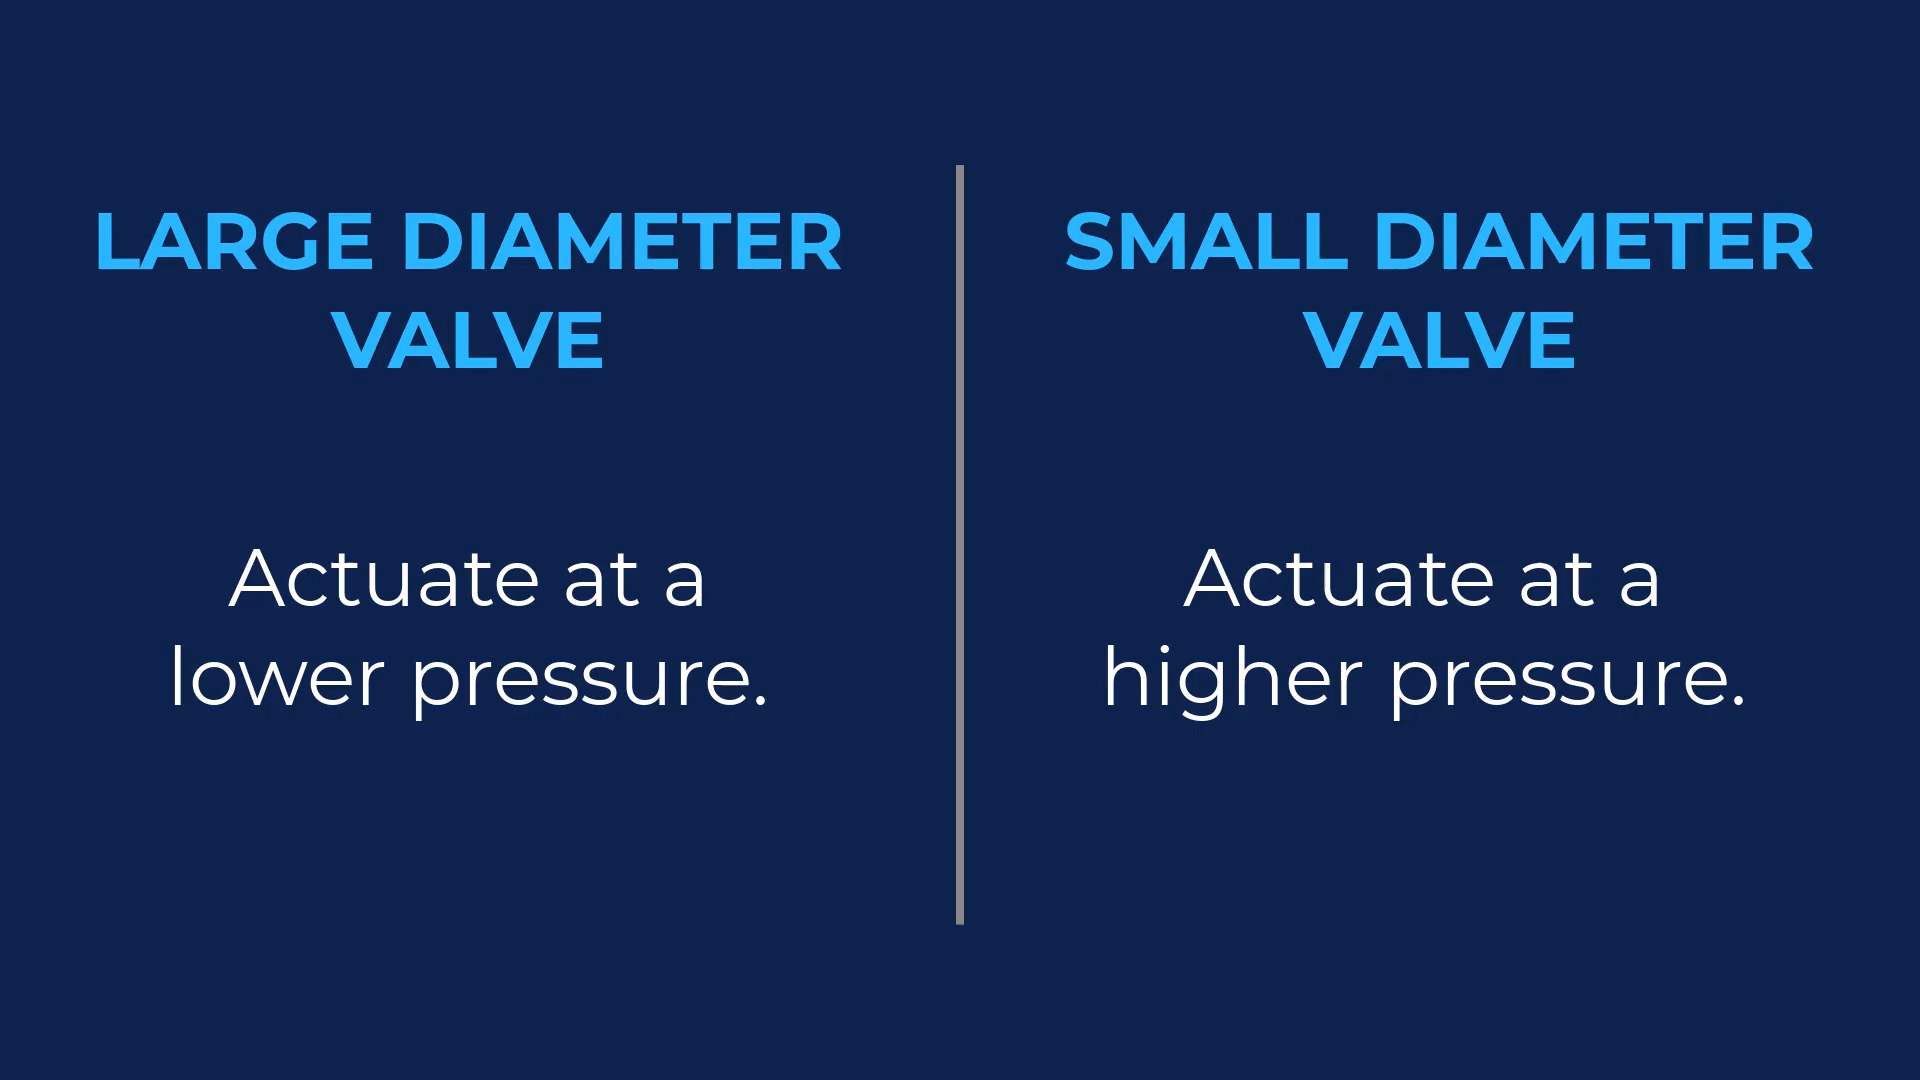 LARGE DIAMETER
VALVE
Actuate at a
lower pressure.
SMALL DIAMETER
VALVE
Actuate at a
higher pressure.